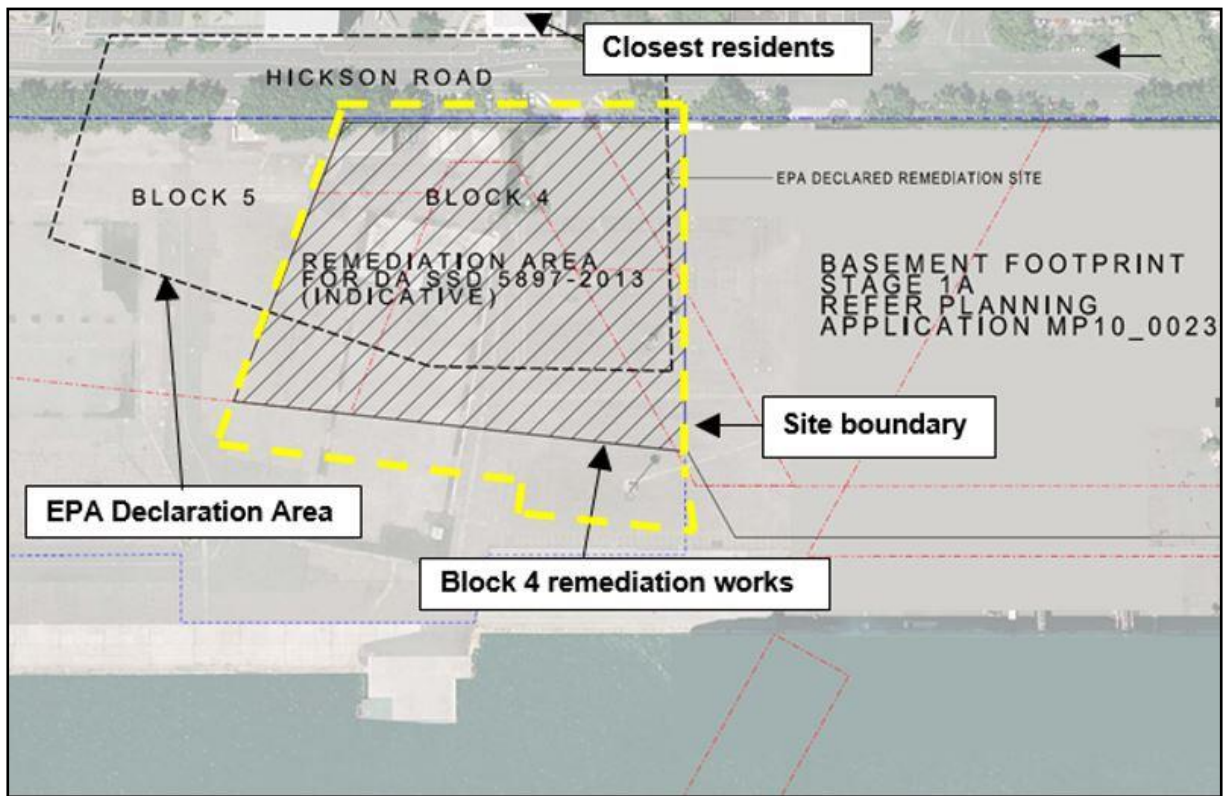 Closest residents
HICKSON ROAD
EPA DECLARED REMEDIATION SITE
BLOCK 5
BLOCK 4
REMEDIATION AREA
FOR DA SSD 5897-2013
(INDICATIVE)
BASEMENT FOOTPRINT
STAGE 1A
REFER PLANNING
APPLICATION MP10_0023
Site boundary
EPA Declaration Area
Block 4 remediation works